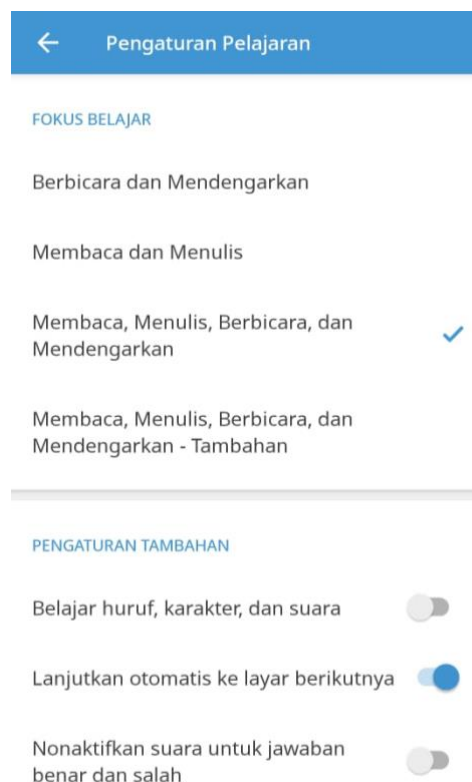 Pengaturan Pelajaran
FOKUS BELAJAR
Berbicara dan Mendengarkan
Membaca dan Menulis
Membaca, Menulis, Berbicara, dan
Mendengarkan
Membaca, Menulis, Berbicara, dan
Mendengarkan - Tambahan
PENGATURAN TAMBAHAN
Belajar huruf, karakter, dan suara
Lanjutkan otomatis ke layar berikutnya
Nonaktifkan suara untuk jawaban
benar dan salah